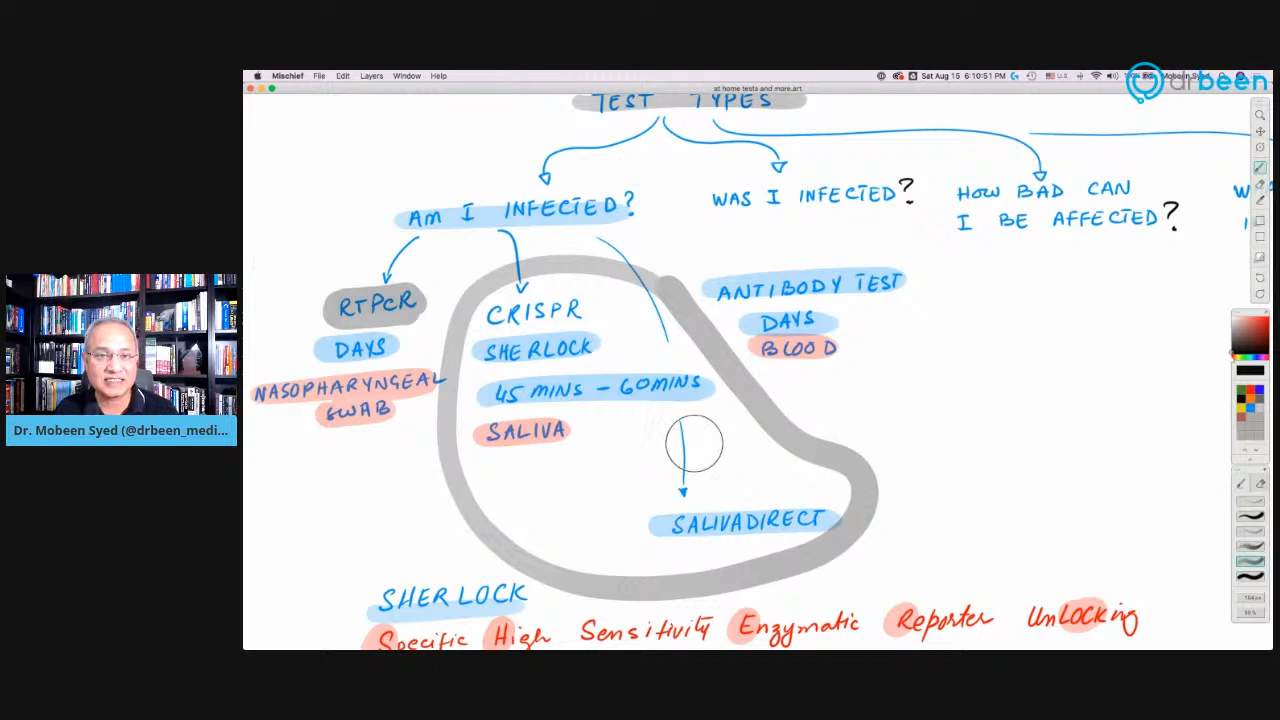 Mischief File Edit Layers Window Help
Sat Aug 15 6:10:51 PM
U.S.
Mobeen Syed
drbeen
at home tests and more.art
TEST TYPES
AM I INFECTED?
WAS I INFECTED?
HOW BAD CAN
I BE AFFECTED?
RTPCR
DAYS
NASOPHARYNGEAL
SWAB
CRISPR
SHERLOCK
45 MINS - 60MINS
SALIVA
ANTIBODY TEST
DAYS
BLOOD
SALIVADIRECT
Dr. Mobeen Syed (@drbeen_medi...
SHERLOCK
Specific High Sensitivity Enzymatic Reporter UnLOCKing